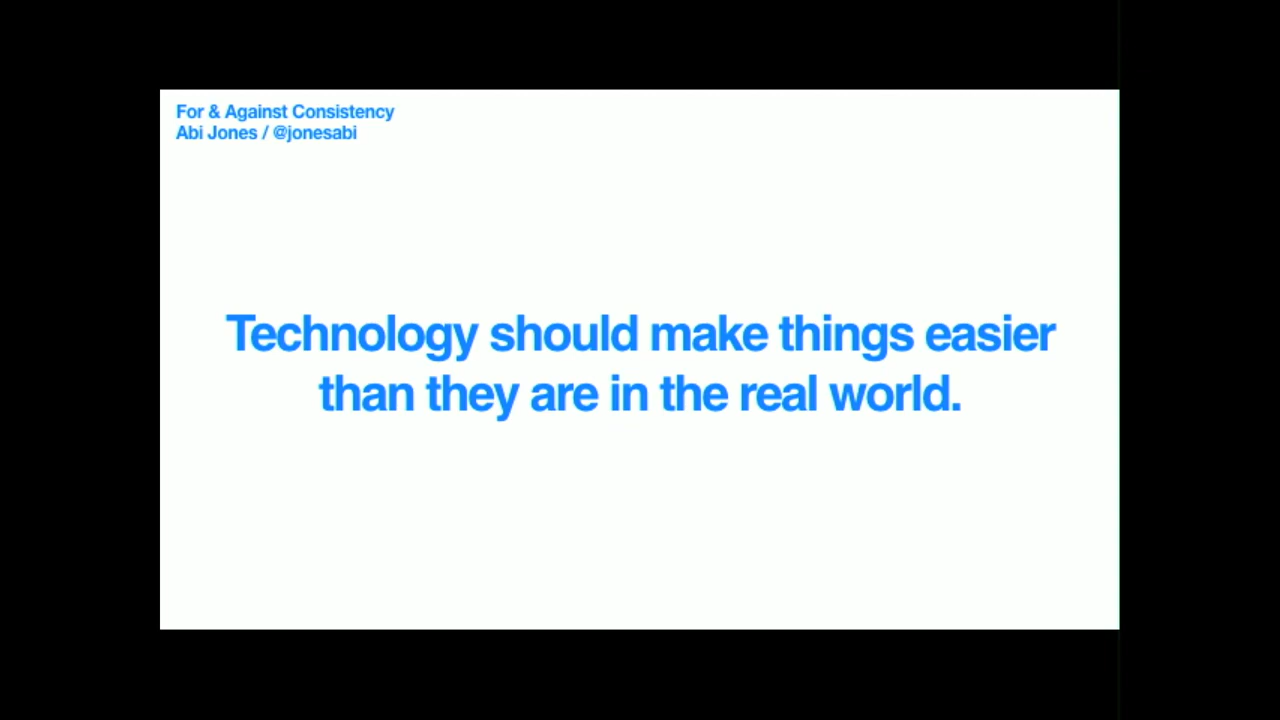 For & Against Consistency
Abi Jones / @jonesabi
Technology should make things easier
than they are in the real world.